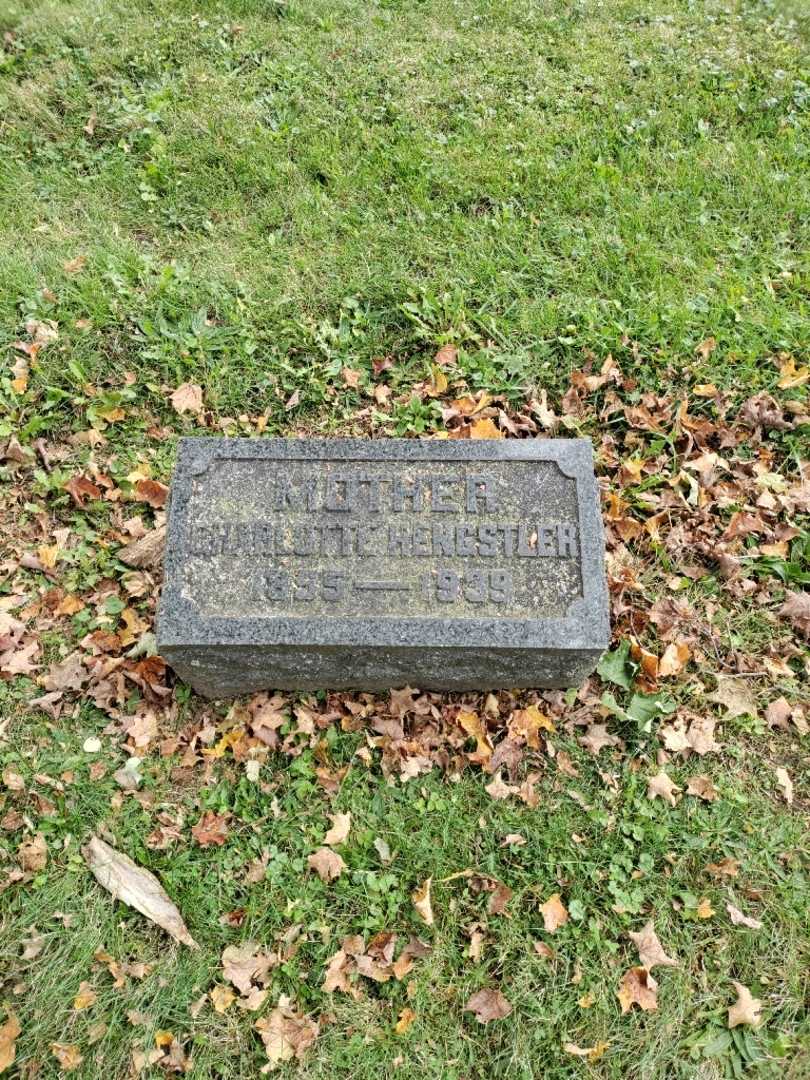 MOTHER
CHARLOTTE HENGSTLER
1855 — 1939